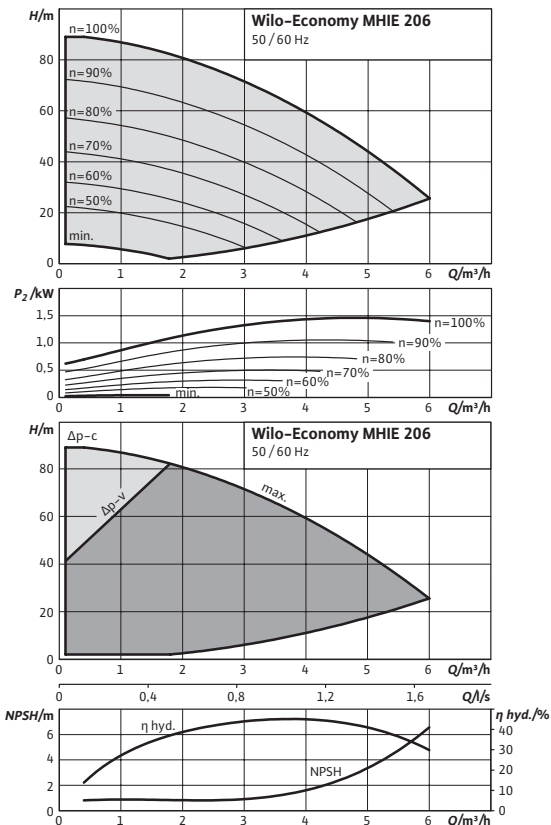 H/m
Wilo-Economy MHIE 206
50 / 60 Hz
n=100%
80
n=90%
60
n=80%
40
n=70%
n=60%
20
n=50%
min.
0
0 1 2 3 4 5 6 Q/m³/h
P₂/kW
1,5
n=100%
1,0
n=90%
n=80%
0,5
n=70%
n=60%
n=50%
min.
0
0 1 2 3 4 5 6 Q/m³/h
H/m
Δp-c
Wilo-Economy MHIE 206
50 / 60 Hz
80
max.
Δp-v
60
40
20
0
0 1 2 3 4 5 6 Q/m³/h
0 0,4 0,8 1,2 1,6 Q/l/s
NPSH/m
η hyd./%
η hyd.
6
40
4
30
NPSH
20
2
10
0
0
0 1 2 3 4 5 6 Q/m³/h